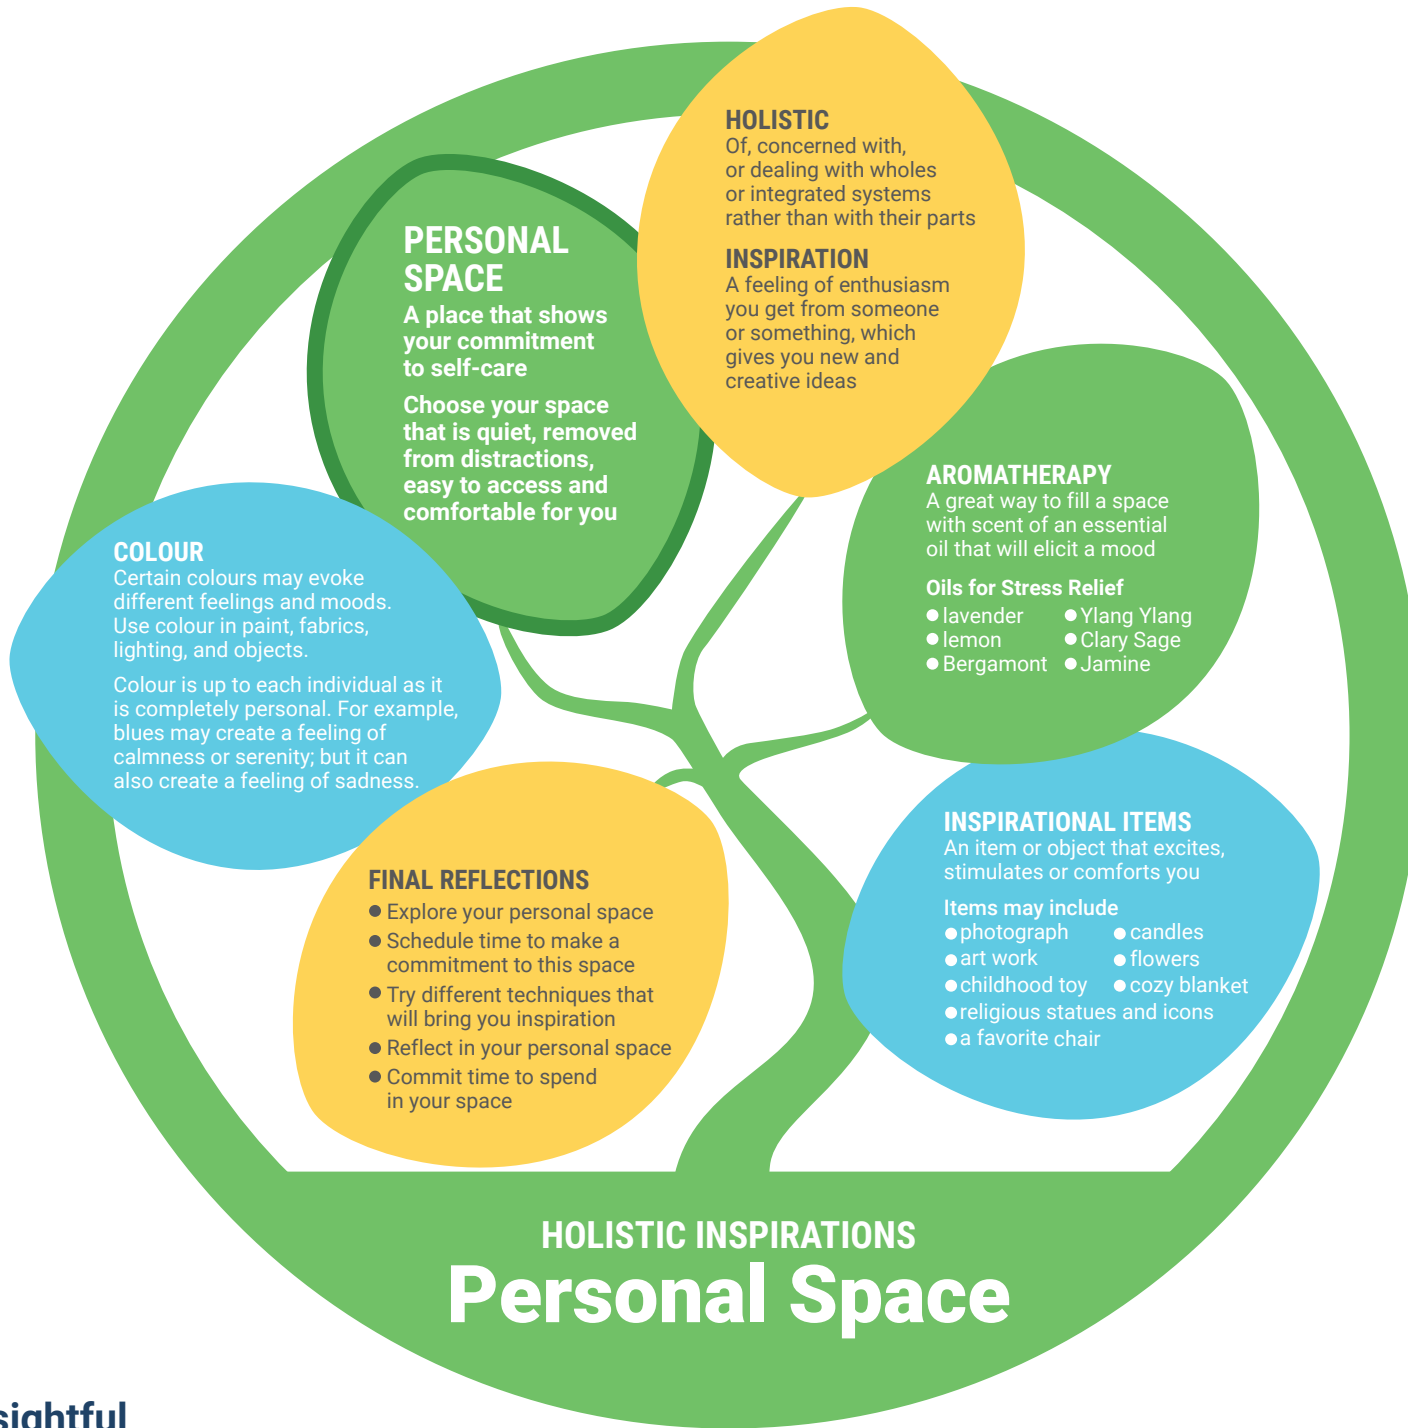 HOLISTIC
Of, concerned with,
or dealing with wholes
or integrated systems
rather than with their parts
INSPIRATION
A feeling of enthusiasm
you get from someone
or something, which
gives you new and
creative ideas
PERSONAL
SPACE
A place that shows
your commitment
to self-care
Choose your space
that is quiet, removed
from distractions,
easy to access and
comfortable for you
AROMATHERAPY
A great way to fill a space
with scent of an essential
oil that will elicit a mood
Oils for Stress Relief
● lavender ● Ylang Ylang
● lemon ● Clary Sage
● Bergamont ● Jamine
COLOUR
Certain colours may evoke
different feelings and moods.
Use colour in paint, fabrics,
lighting, and objects.
Colour is up to each individual as it
is completely personal. For example,
blues may create a feeling of
calmness or serenity; but it can
also create a feeling of sadness.
INSPIRATIONAL ITEMS
An item or object that excites,
stimulates or comforts you
Items may include
● photograph ● candles
● art work ● flowers
● childhood toy ● cozy blanket
● religious statues and icons
● a favorite chair
FINAL REFLECTIONS
● Explore your personal space
● Schedule time to make a
commitment to this space
● Try different techniques that
will bring you inspiration
● Reflect in your personal space
● Commit time to spend
in your space
HOLISTIC INSPIRATIONS
Personal Space
sightful